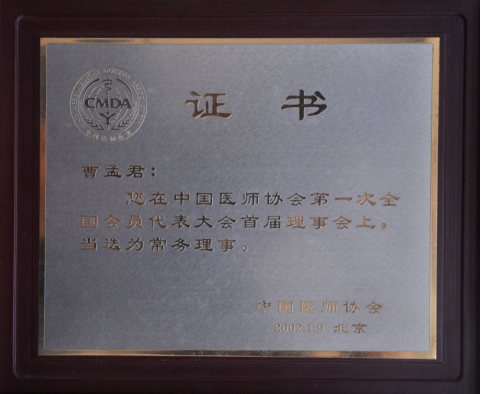 CMDA
证书
曹孟君：
您在中国医师协会第一次全
国会员代表大会首届理事会上，
当选为常务理事。
中国医师协会
2002.1.9 北京